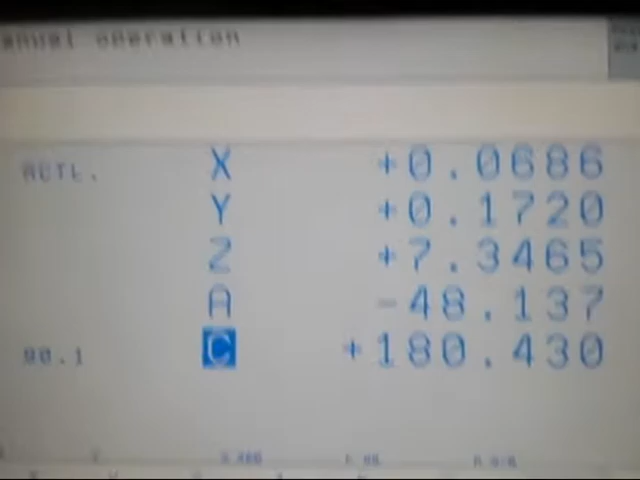 anual operation
ACTL. X +0.0686
Y +0.1720
Z +7.3465
A -48.137
C +180.430